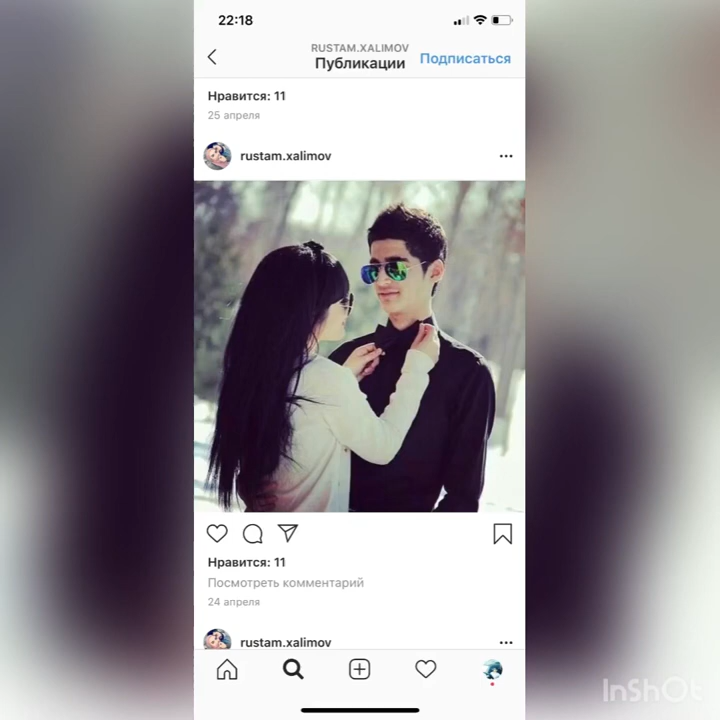 22:18
RUSTAM.XALIMOV
Публикации
Подписаться
Нравится: 11
25 апреля
rustam.xalimov
Нравится: 11
Посмотреть комментарий
24 апреля
rustam.xalimov
InShOt